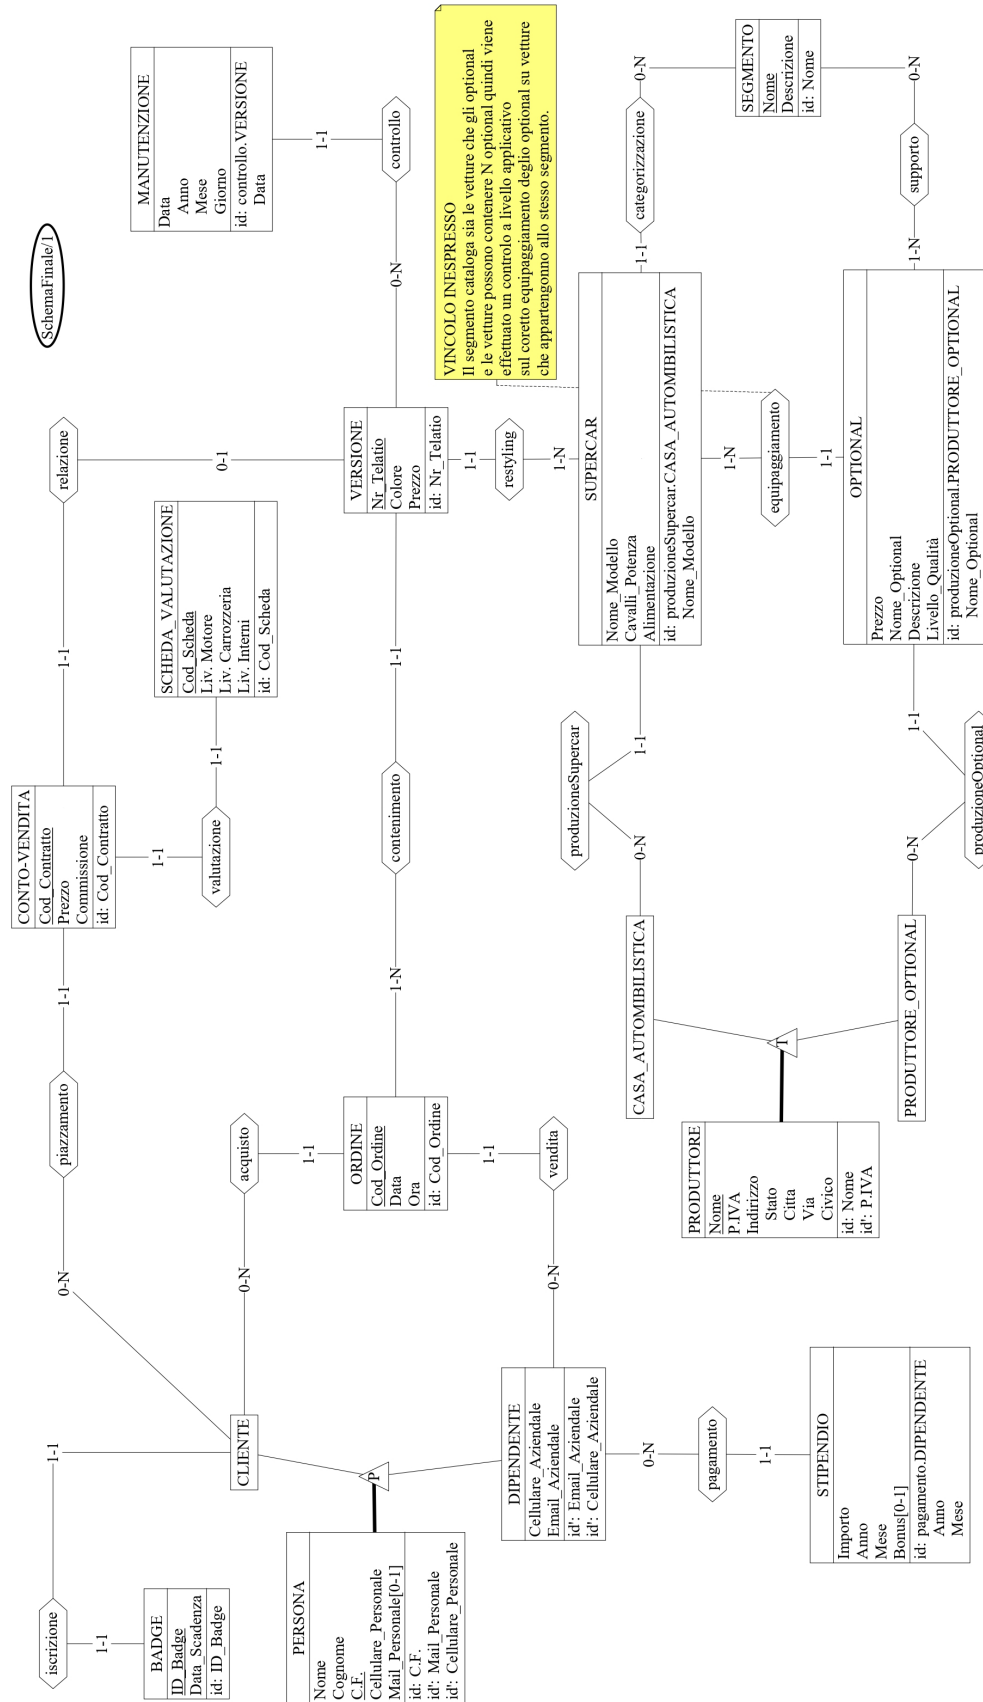 SchemaFinale/1
MANUTENZIONE
Data
Anno
Mese
Giorno
id: controllo.VERSIONE
Data
1-1
controllo
0-N
VINCOLO INESPRESSO
Il segmento cataloga sia le vetture che gli optional
e le vetture possono contenere N optional quindi viene
effettuato un controlo a livello applicativo
sul coretto equipaggiamento deglio optional su vetture
che appartengonno allo stesso segmento.
SEGMENTO
Nome
Descrizione
id: Nome
0-N
categorizzazione
1-1
0-N
supporto
1-N
relazione
0-1
1-1
VERSIONE
Nr_Telatio
Colore
Prezzo
id: Nr_Telatio
1-1
restyling
1-N
SUPERCAR
Nome_Modello
Cavalli_Potenza
Alimentazione
id: produzioneSupercar.CASA_AUTOMIBILISTICA
Nome_Modello
1-N
equipaggiamento
1-1
OPTIONAL
Prezzo
Nome_Optional
Descrizione
Livello_Qualità
id: produzioneOptional.PRODUTTORE_OPTIONAL
Nome_Optional
SCHEDA_VALUTAZIONE
Cod_Scheda
Liv. Motore
Liv. Carrozzeria
Liv. Interni
id: Cod_Scheda
1-1
valutazione
1-1
CONTO-VENDITA
Cod_Contratto
Prezzo
Commissione
id: Cod_Contratto
1-1
contenimento
1-N
1-1
produzioneSupercar
0-N
1-1
produzioneOptional
0-N
CASA_AUTOMIBILISTICA
PRODUTTORE_OPTIONAL
T
PRODUTTORE
Nome
P.IVA
Indirizzo
Stato
Citta
Via
Civico
id: Nome
id': P.IVA
1-1
piazzamento
0-N
acquisto
1-1
0-N
ORDINE
Cod_Ordine
Data
Ora
id: Cod_Ordine
1-1
vendita
0-N
CLIENTE
1-1
iscrizione
1-1
BADGE
ID_Badge
Data_Scadenza
id: ID_Badge
P
PERSONA
Nome
Cognome
C.F.
Cellulare_Personale
Mail_Personale[0-1]
id: C.F.
id': Mail_Personale
id': Cellulare_Personale
DIPENDENTE
Cellulare_Aziendale
Email_Aziendale
id': Email_Aziendale
id': Cellulare_Aziendale
0-N
pagamento
1-1
STIPENDIO
Importo
Anno
Mese
Bonus[0-1]
id: pagamento.DIPENDENTE
Anno
Mese